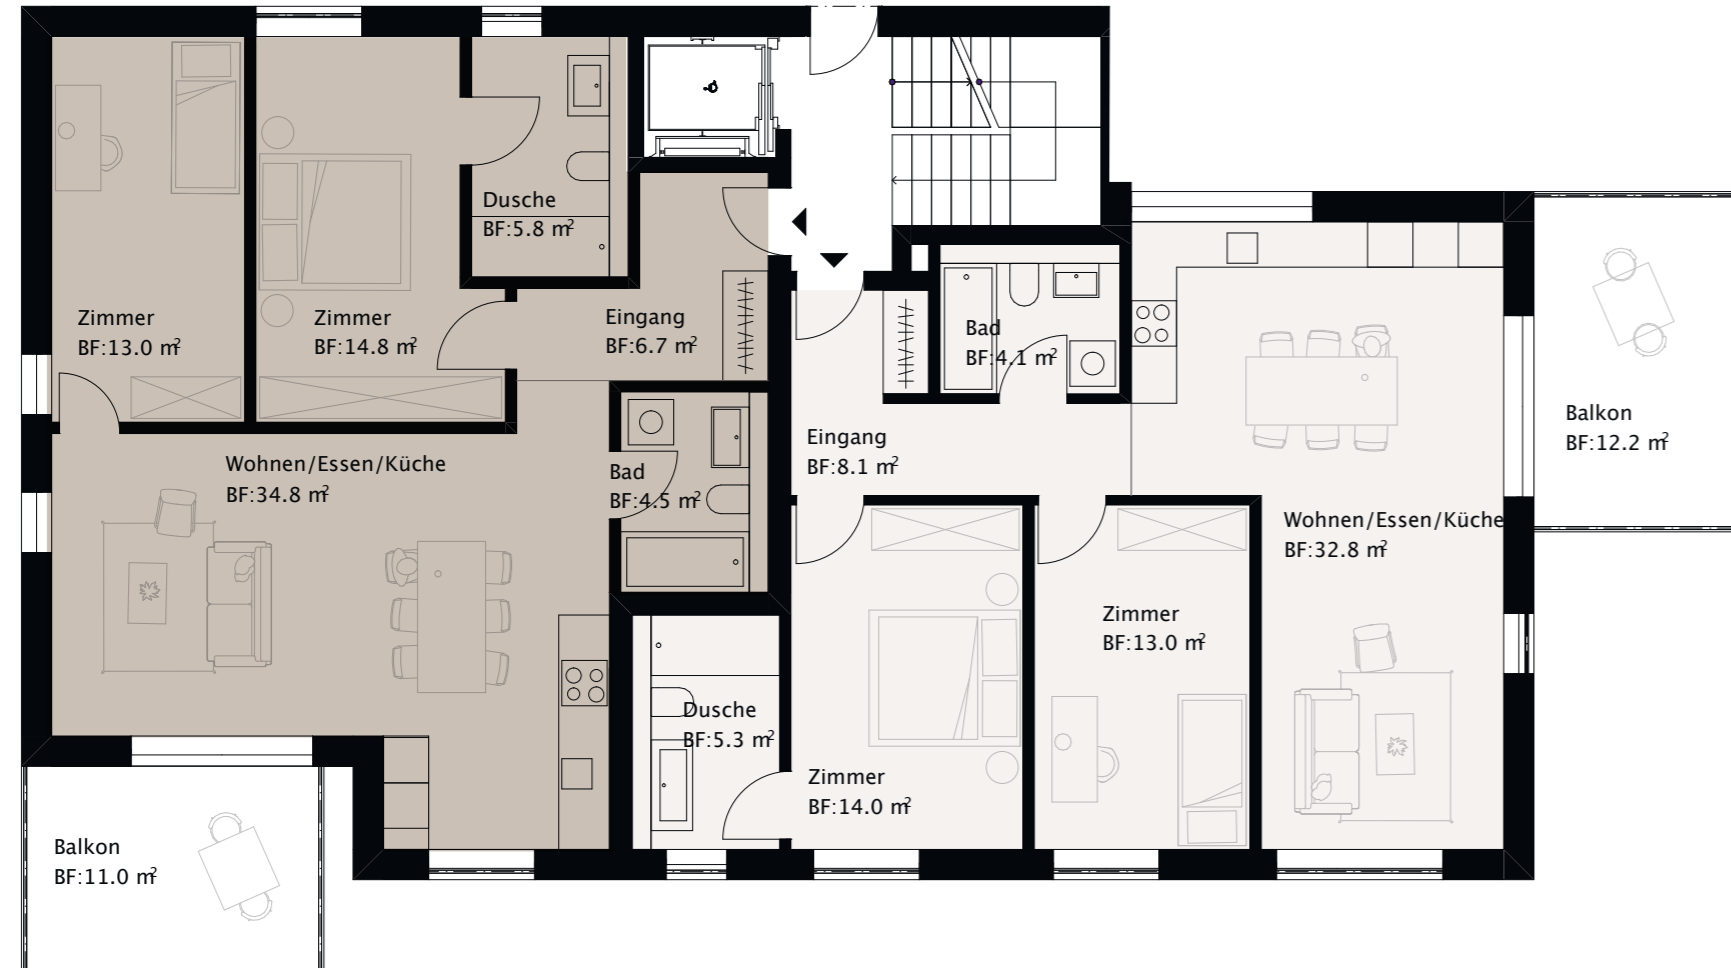 Dusche
BF:5.8 m²
Zimmer
BF:13.0 m²
Zimmer
BF:14.8 m²
Eingang
BF:6.7 m²
Bad
BF:4.1 m²
Balkon
BF:12.2 m²
Eingang
BF:8.1 m²
Wohnen/Essen/Küche
BF:34.8 m²
Bad
BF:4.5 m²
Wohnen/Essen/Küche
BF:32.8 m²
Zimmer
BF:13.0 m²
Dusche
BF:5.3 m²
Zimmer
BF:14.0 m²
Balkon
BF:11.0 m²